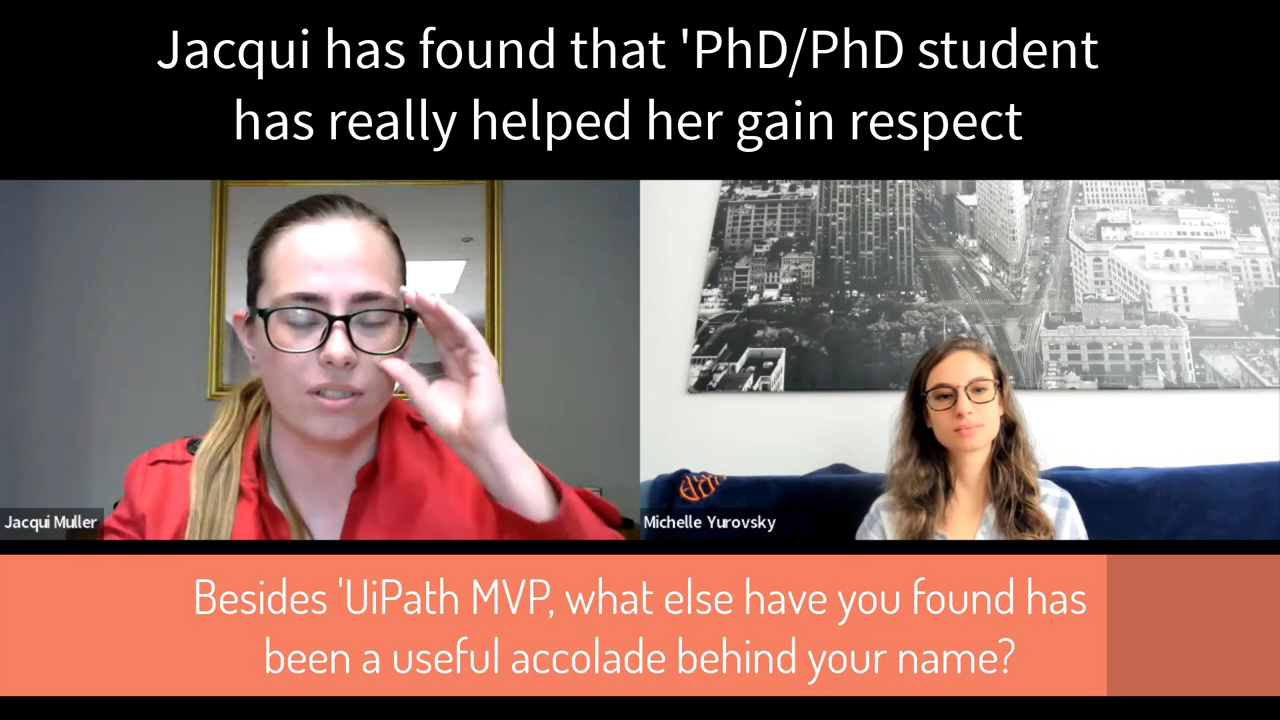 Jacqui has found that 'PhD/PhD student
has really helped her gain respect
Jacqui Muller
Michelle Yurovsky
Besides 'UiPath MVP, what else have you found has
been a useful accolade behind your name?